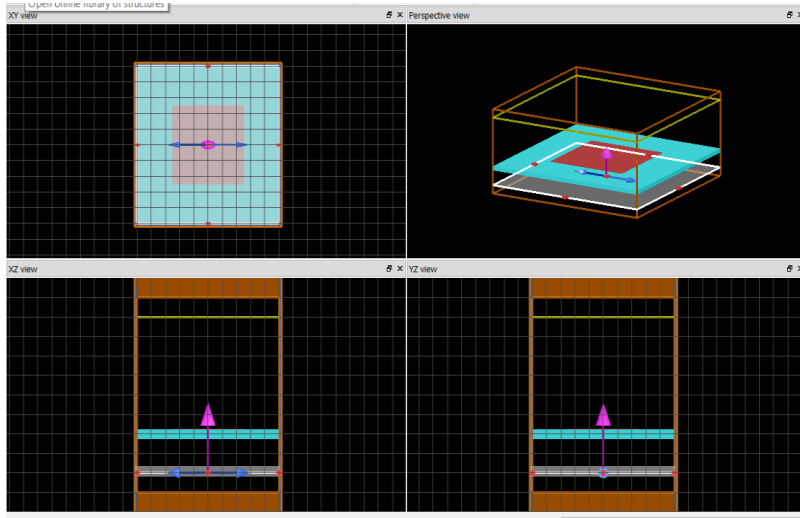 Open online library of structures
XY view
Perspective view
XZ view
YZ view